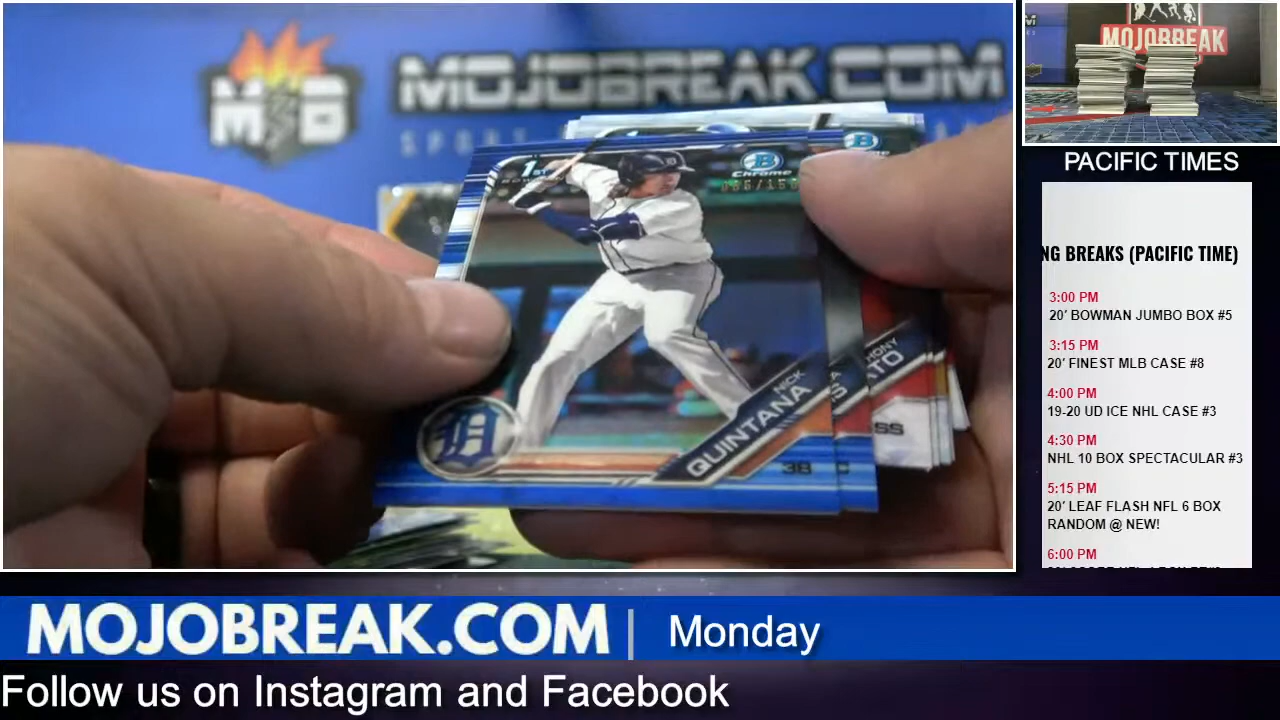 MOJOBREAK.COM
MSB
MOJOBREAK
1ST
B
Chrome
NICK
QUINTANA
3B
D
PACIFIC TIMES
NG BREAKS (PACIFIC TIME)
3:00 PM
20' BOWMAN JUMBO BOX #5
3:15 PM
20' FINEST MLB CASE #8
4:00 PM
19-20 UD ICE NHL CASE #3
4:30 PM
NHL 10 BOX SPECTACULAR #3
5:15 PM
20' LEAF FLASH NFL 6 BOX
RANDOM @ NEW!
6:00 PM
MOJOBREAK.COM | Monday
Follow us on Instagram and Facebook